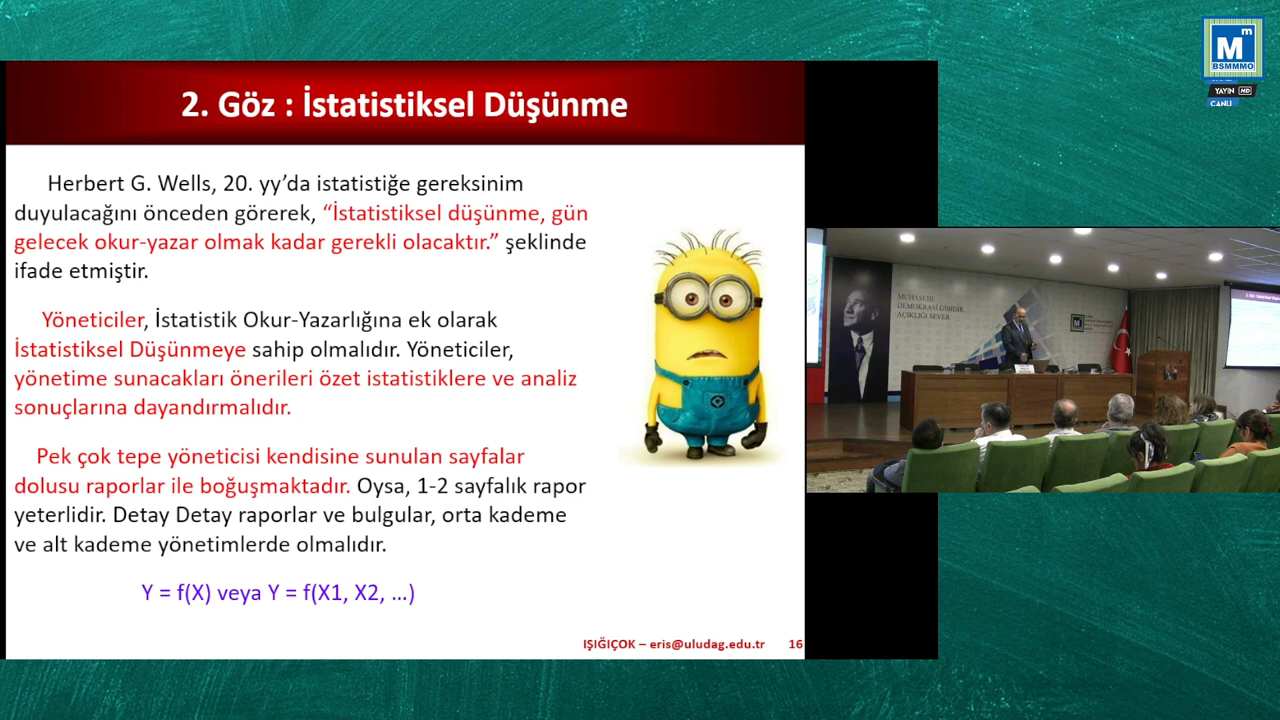 2. Göz : İstatistiksel Düşünme
Herbert G. Wells, 20. yy’da istatistiğe gereksinim
duyulacağını önceden görerek, “İstatistiksel düşünme, gün
gelecek okur-yazar olmak kadar gerekli olacaktır.” şeklinde
ifade etmiştir.
Yöneticiler, İstatistik Okur-Yazarlığına ek olarak
İstatistiksel Düşünmeye sahip olmalıdır. Yöneticiler,
yönetime sunacakları önerileri özet istatistiklere ve analiz
sonuçlarına dayandırmalıdır.
Pek çok tepe yöneticisi kendisine sunulan sayfalar
dolusu raporlar ile boğuşmaktadır. Oysa, 1-2 sayfalık rapor
yeterlidir. Detay Detay raporlar ve bulgular, orta kademe
ve alt kademe yönetimlerde olmalıdır.
Y = f(X) veya Y = f(X1, X2, …)
IŞIĞIÇOK – eris@uludag.edu.tr 16
Mm
BSMMMO
YAYIN HD
CANLI
MUHASEBE
DEMOKRASİ GİBİDİR,
AÇIKLIĞI SEVER